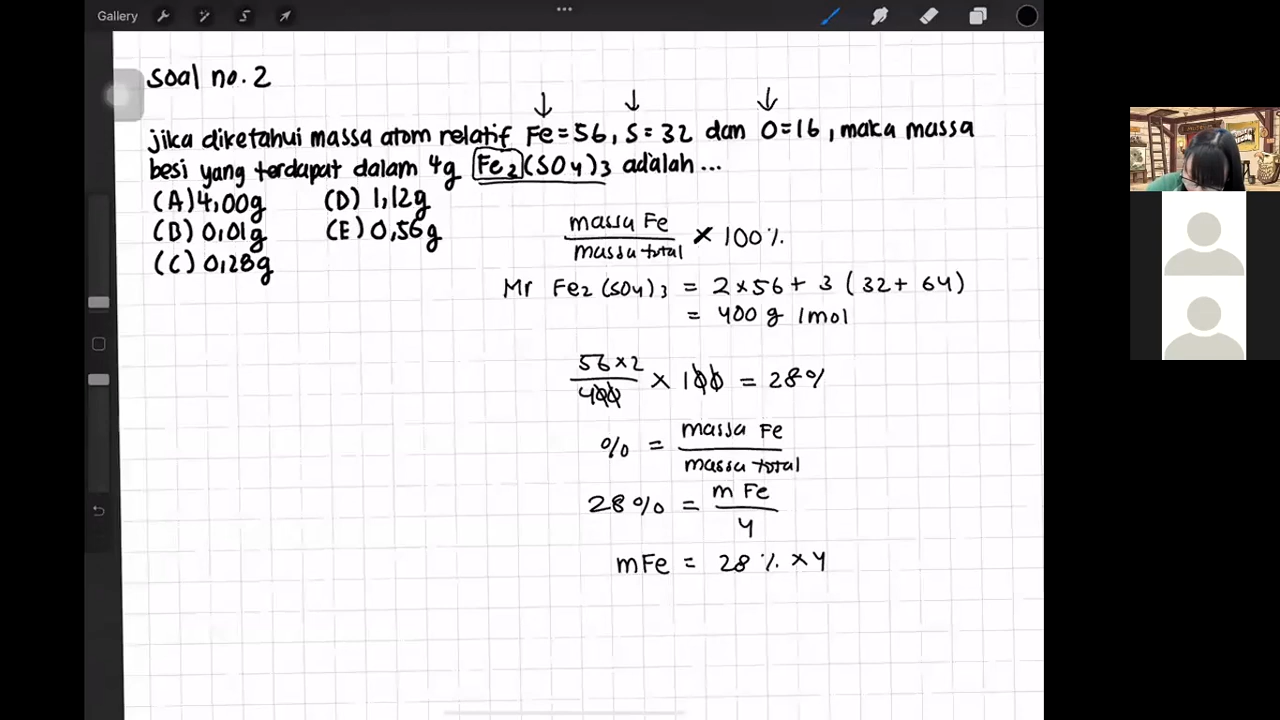 Gallery
soal no. 2
jika diketahui massa atom relatif Fe = 56, S = 32 dan O = 16, maka massa
besi yang terdapat dalam 4g Fe₂(SO₄)₃ adalah ...
(A) 4,00g (D) 1,12g
(B) 0,01g (E) 0,56g
(C) 0,28g
massa Fe / massa total × 100%
Mr Fe₂(SO₄)₃ = 2×56 + 3 (32 + 64)
= 400 g /mol
56×2 / 400 × 100 = 28%
% = massa Fe / massa total
28% = m Fe / 4
mFe = 28% × 4